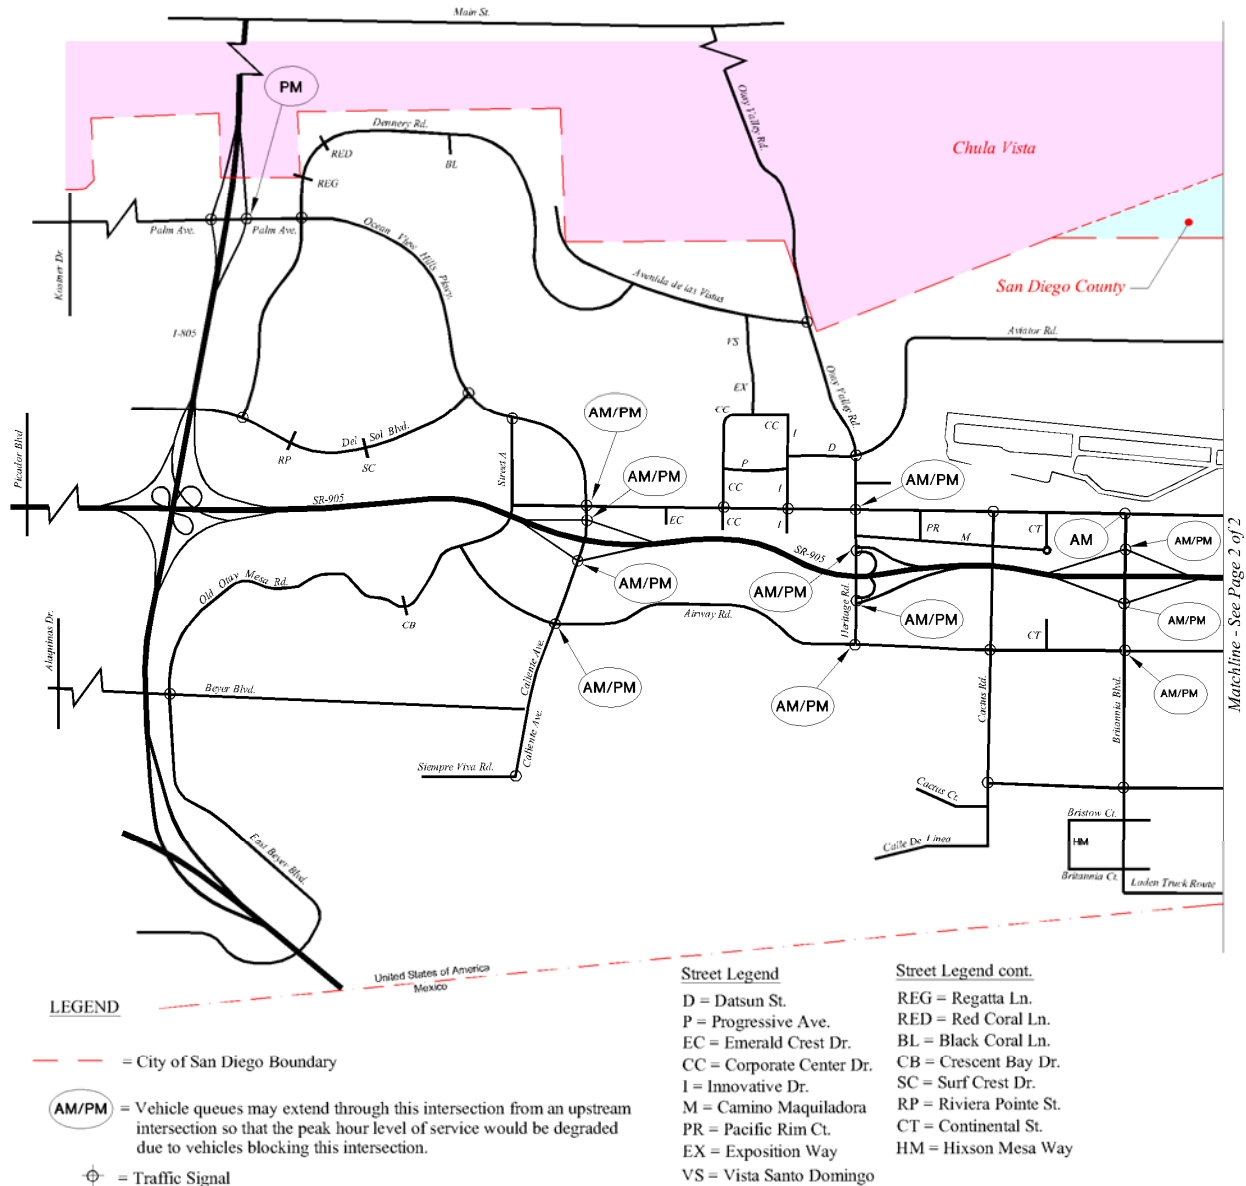 Main St.
PM
Otay Valley Rd.
Dennery Rd.
RED
BL
REG
Chula Vista
Palm Ave.
Palm Ave.
Ocean View Hills Pkwy.
Kostner Dr.
Avenida de las Vistas
San Diego County
I-805
VS
Aviator Rd.
EX
Otay Valley Rd
CC
CC
I
AM/PM
Picador Blvd
Del Sol Blvd.
RP
SC
Street A
D
P
AM/PM
AM/PM
CC
I
SR-905
EC
CC
I
PR
M
CT
AM
AM/PM
SR-905
Old Otay Mesa Rd.
AM/PM
AM/PM
CB
Airway Rd.
Heritage Rd.
AM/PM
AM/PM
CT
Alaquinas Dr.
Caliente Ave.
AM/PM
AM/PM
AM/PM
Beyer Blvd.
Cactus Rd.
Britannia Blvd.
Matchline - See Page 2 of 2
Caliente Ave.
Siempre Viva Rd.
Cactus Ct.
Calle De Linea
Bristow Ct.
HM
Britannia Ct.
Laden Truck Route
East Beyer Blvd.
United States of America
Mexico
LEGEND
= City of San Diego Boundary
AM/PM = Vehicle queues may extend through this intersection from an upstream
intersection so that the peak hour level of service would be degraded
due to vehicles blocking this intersection.
= Traffic Signal
Street Legend
D = Datsun St.
P = Progressive Ave.
EC = Emerald Crest Dr.
CC = Corporate Center Dr.
I = Innovative Dr.
M = Camino Maquiladora
PR = Pacific Rim Ct.
EX = Exposition Way
VS = Vista Santo Domingo
Street Legend cont.
REG = Regatta Ln.
RED = Red Coral Ln.
BL = Black Coral Ln.
CB = Crescent Bay Dr.
SC = Surf Crest Dr.
RP = Riviera Pointe St.
CT = Continental St.
HM = Hixson Mesa Way